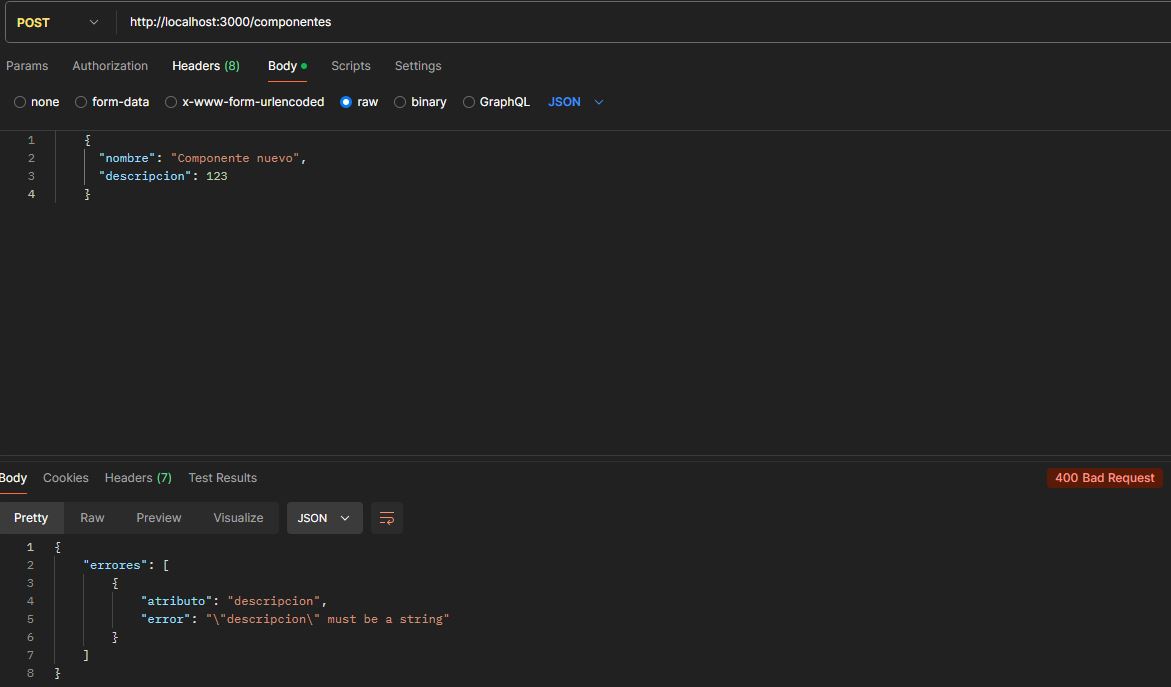 POST http://localhost:3000/componentes
Params Authorization Headers (8) Body Scripts Settings
none form-data x-www-form-urlencoded raw binary GraphQL JSON
1 {
2 "nombre": "Componente nuevo",
3 "descripcion": 123
4 }
Body Cookies Headers (7) Test Results 400 Bad Request
Pretty Raw Preview Visualize JSON
1 {
2 "errores": [
3 {
4 "atributo": "descripcion",
5 "error": "\"descripcion\" must be a string"
6 }
7 ]
8 }